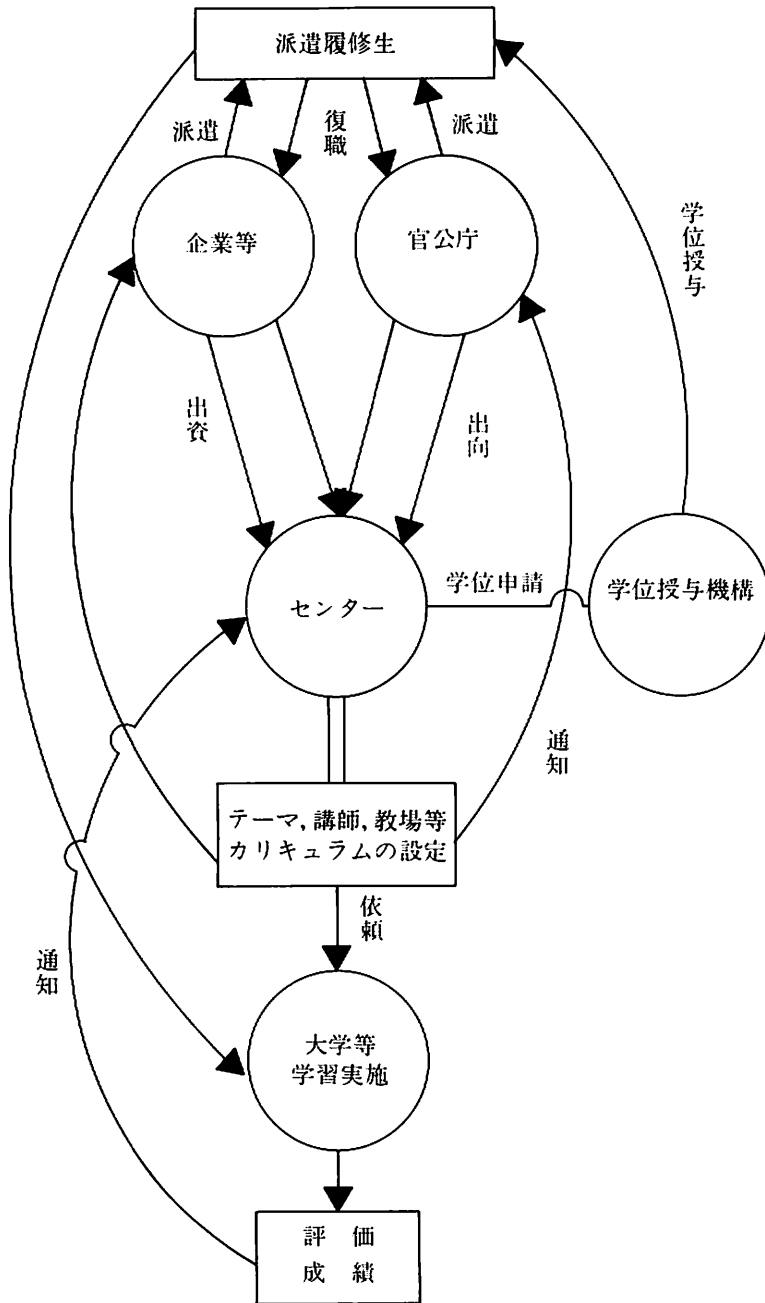 派遣履修生
派遣
復職
派遣
企業等
官公庁
学位授与
出資
出向
センター
学位申請
学位授与機構
通知
テーマ,講師,教場等
カリキュラムの設定
依頼
通知
大学等
学習実施
評 価
成 績